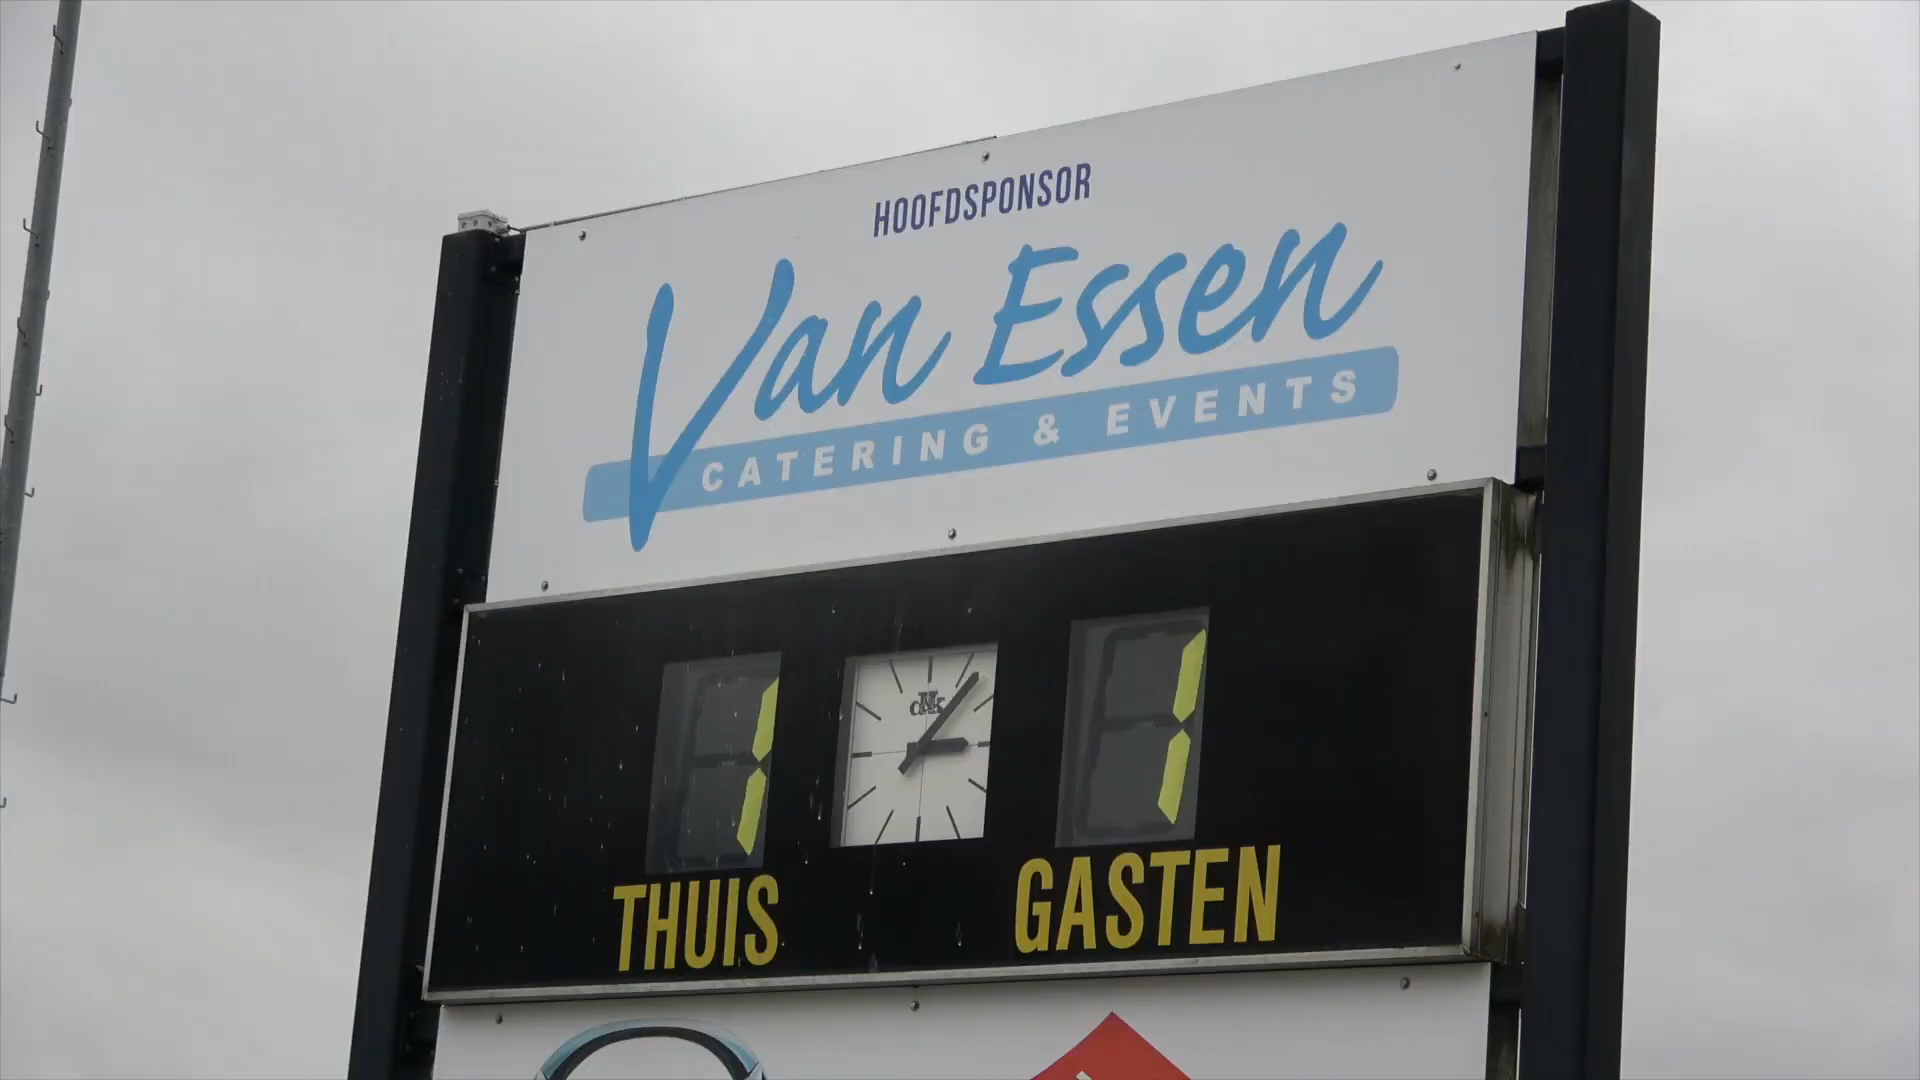 HOOFDSPONSOR
Van Essen
CATERING & EVENTS
1 1
THUIS GASTEN